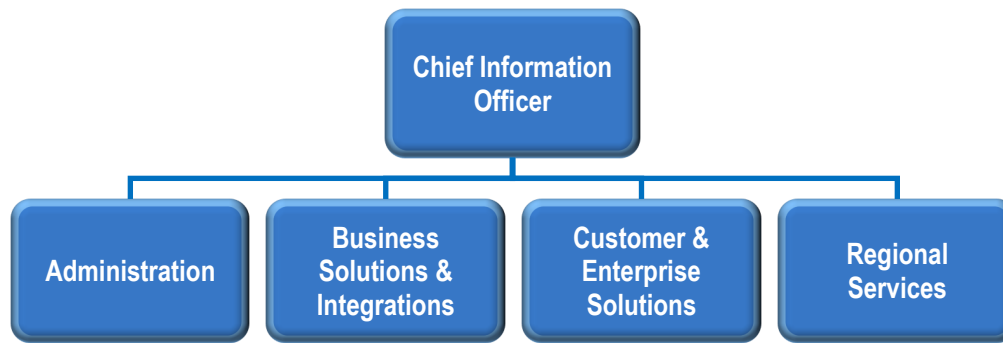 Chief Information
Officer
Administration
Business
Solutions &
Integrations
Customer &
Enterprise
Solutions
Regional
Services